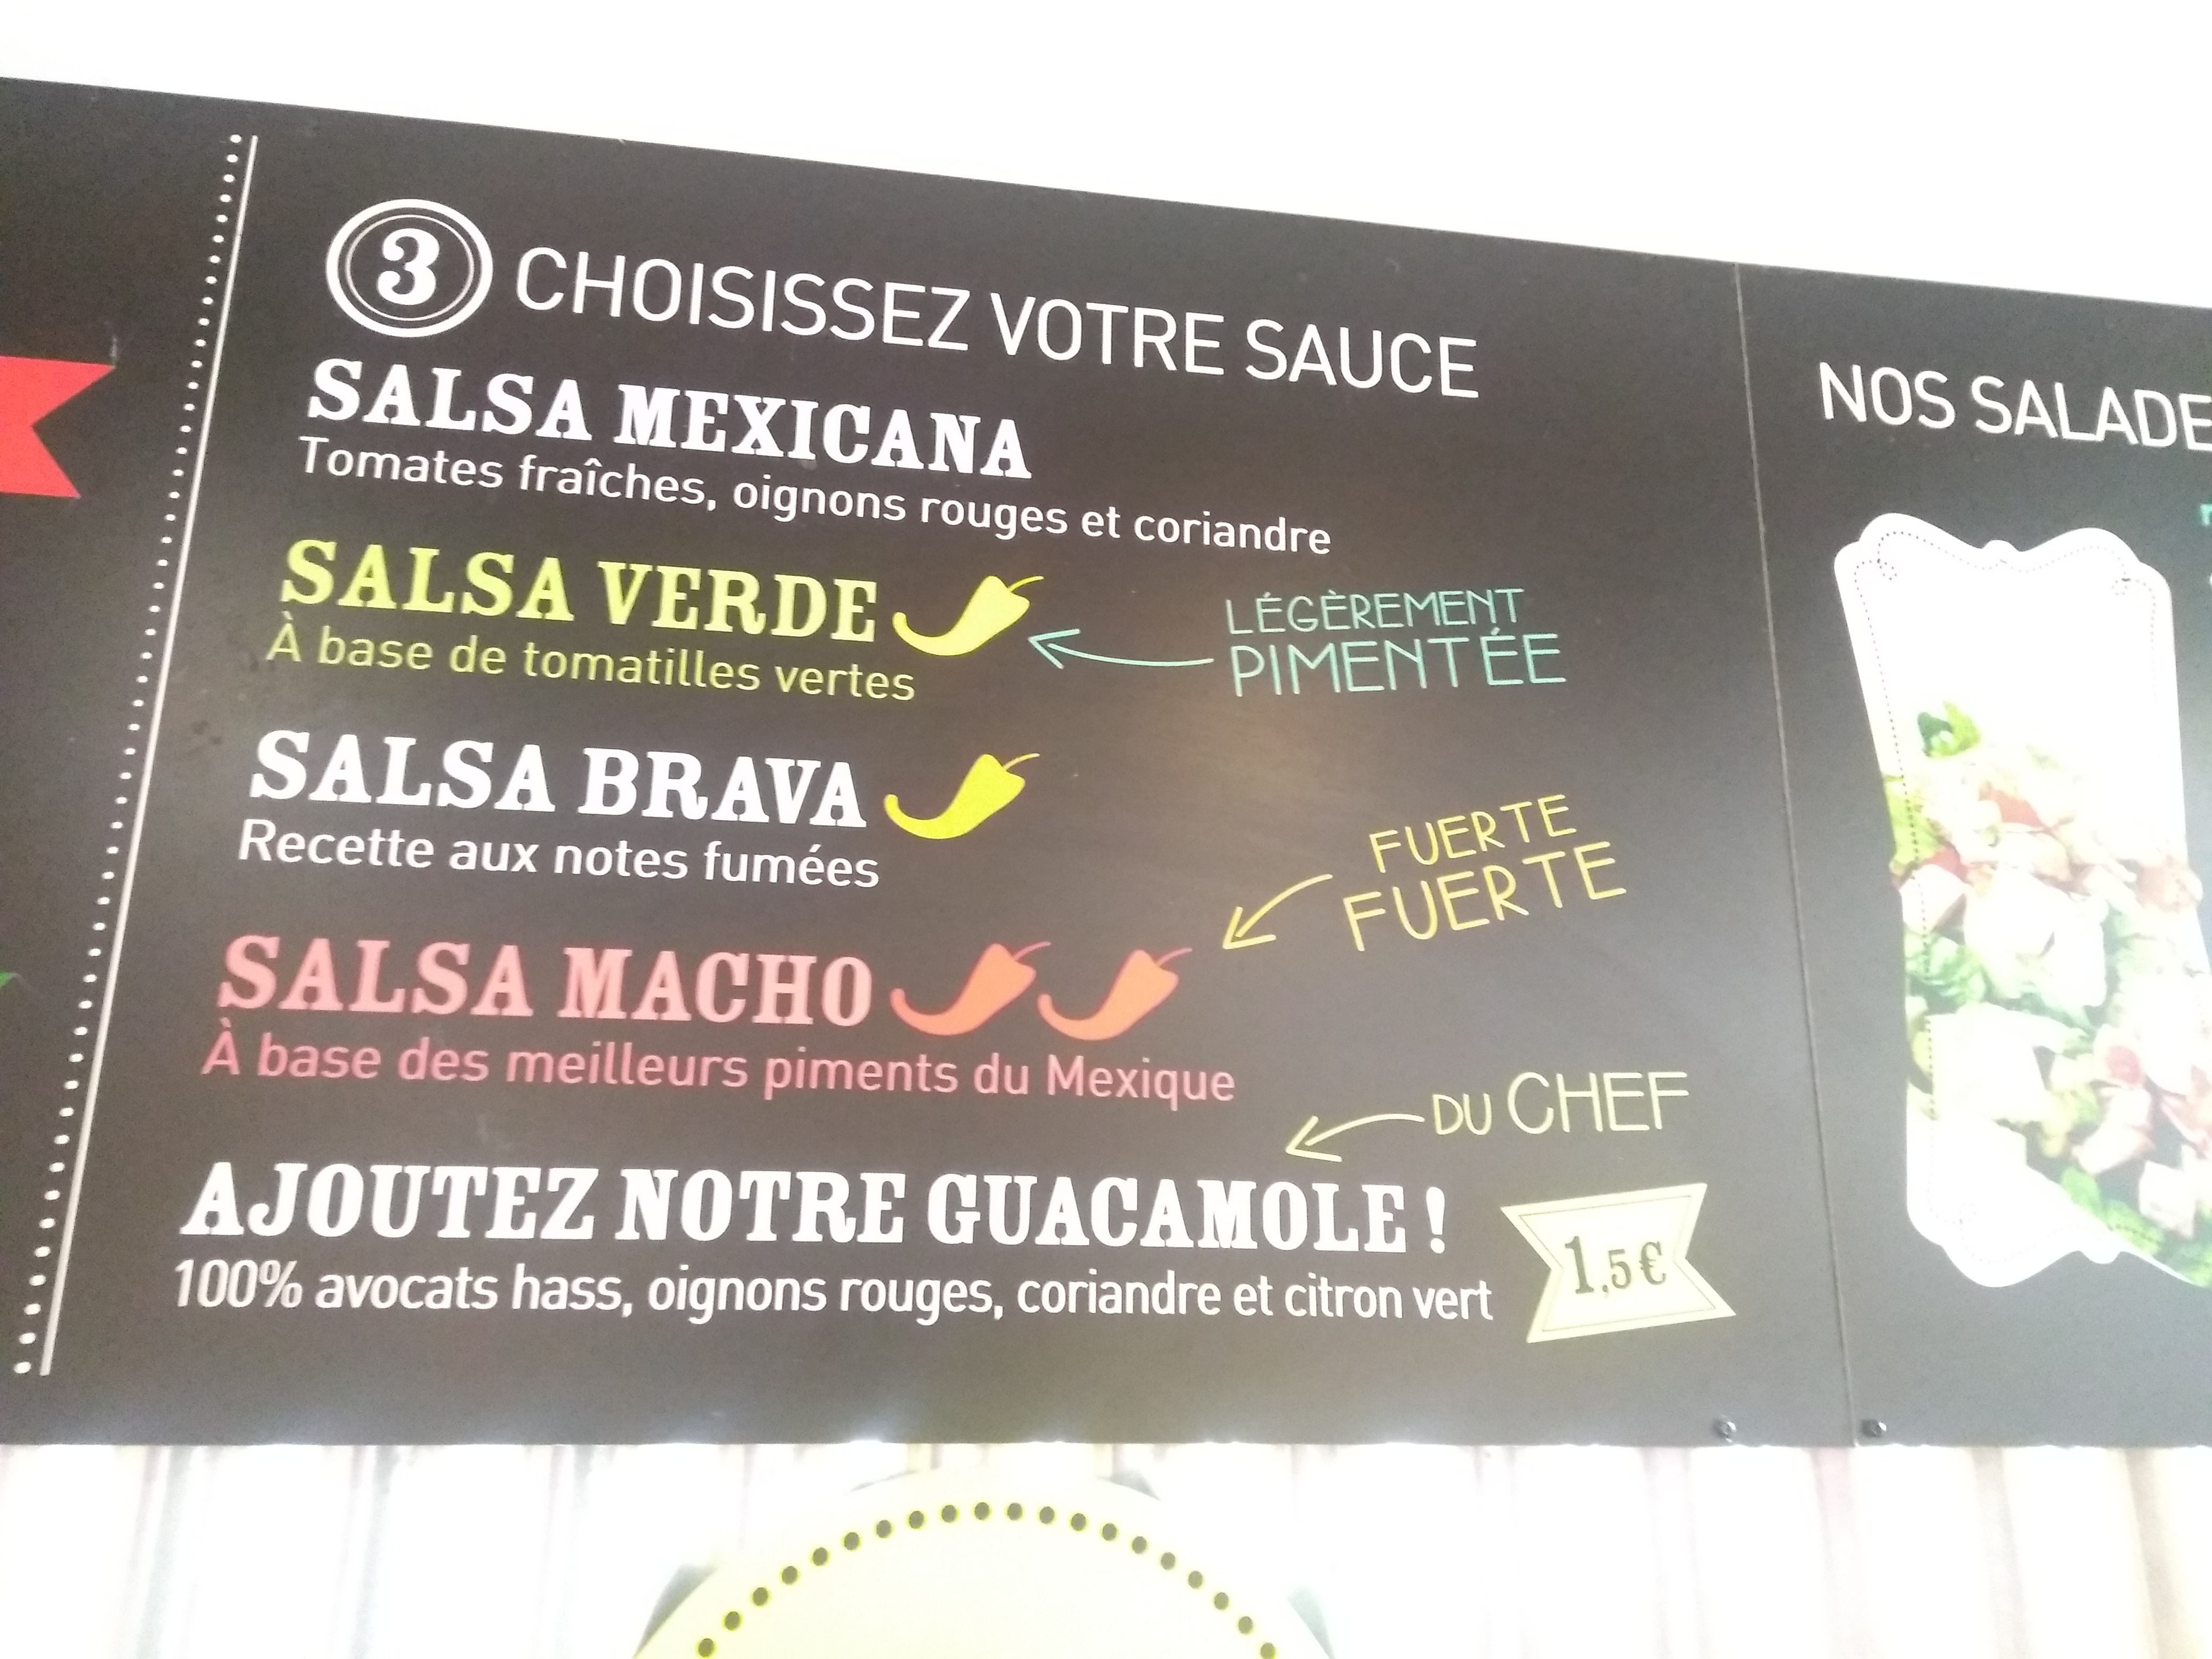 3 CHOISISSEZ VOTRE SAUCE
SALSA MEXICANA
Tomates fraîches, oignons rouges et coriandre
SALSA VERDE
À base de tomatilles vertes
LÉGÈREMENT
PIMENTÉE
SALSA BRAVA
Recette aux notes fumées
FUERTE
FUERTE
SALSA MACHO
À base des meilleurs piments du Mexique
DU CHEF
AJOUTEZ NOTRE GUACAMOLE !
100% avocats hass, oignons rouges, coriandre et citron vert
1,5€
NOS SALADE